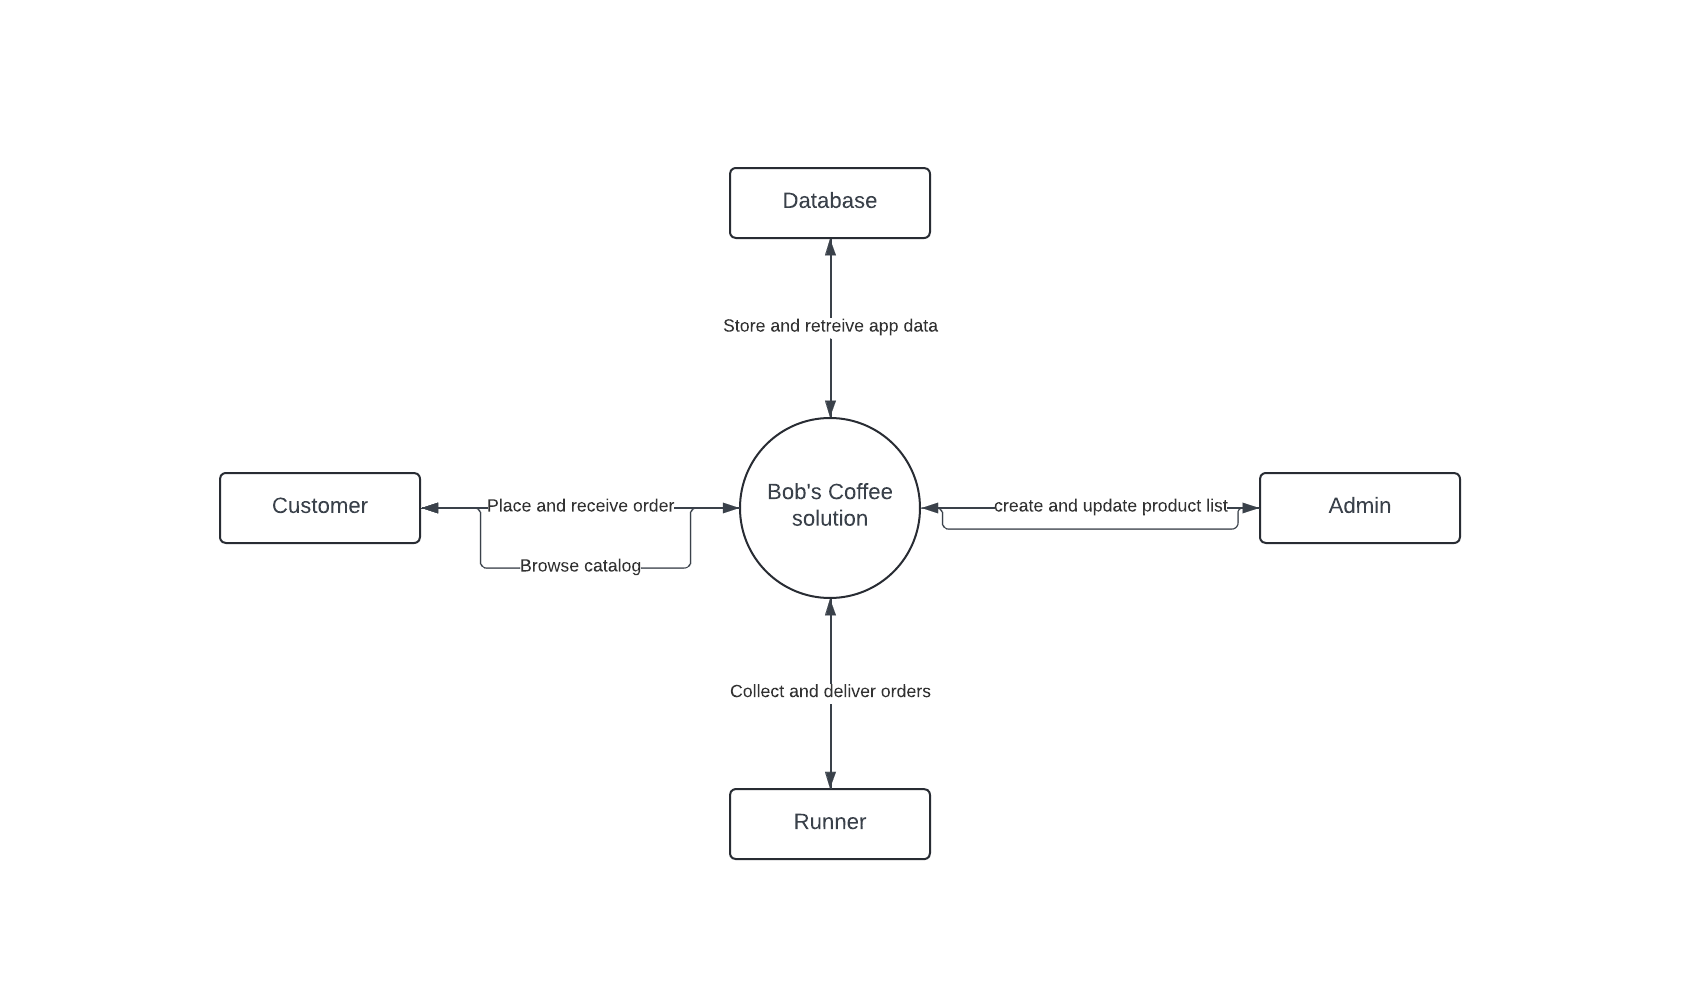 Database
Store and retreive app data
Bob's Coffee
solution
Customer
Place and receive order
create and update product list
Admin
Browse catalog
Collect and deliver orders
Runner